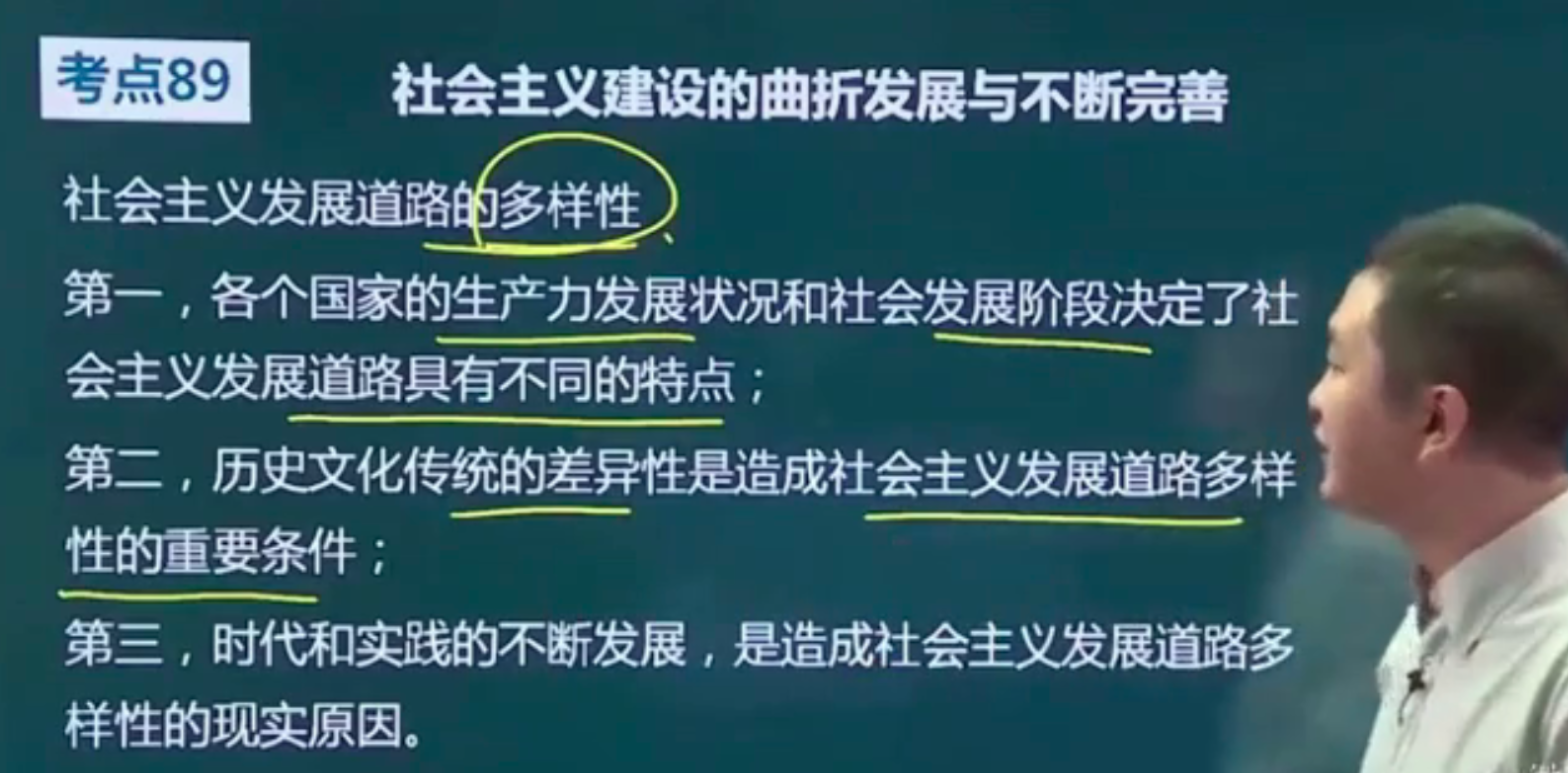 考点89
社会主义建设的曲折发展与不断完善
社会主义发展道路的多样性
第一，各个国家的生产力发展状况和社会发展阶段决定了社
会主义发展道路具有不同的特点；
第二，历史文化传统的差异性是造成社会主义发展道路多样
性的重要条件；
第三，时代和实践的不断发展，是造成社会主义发展道路多
样性的现实原因。